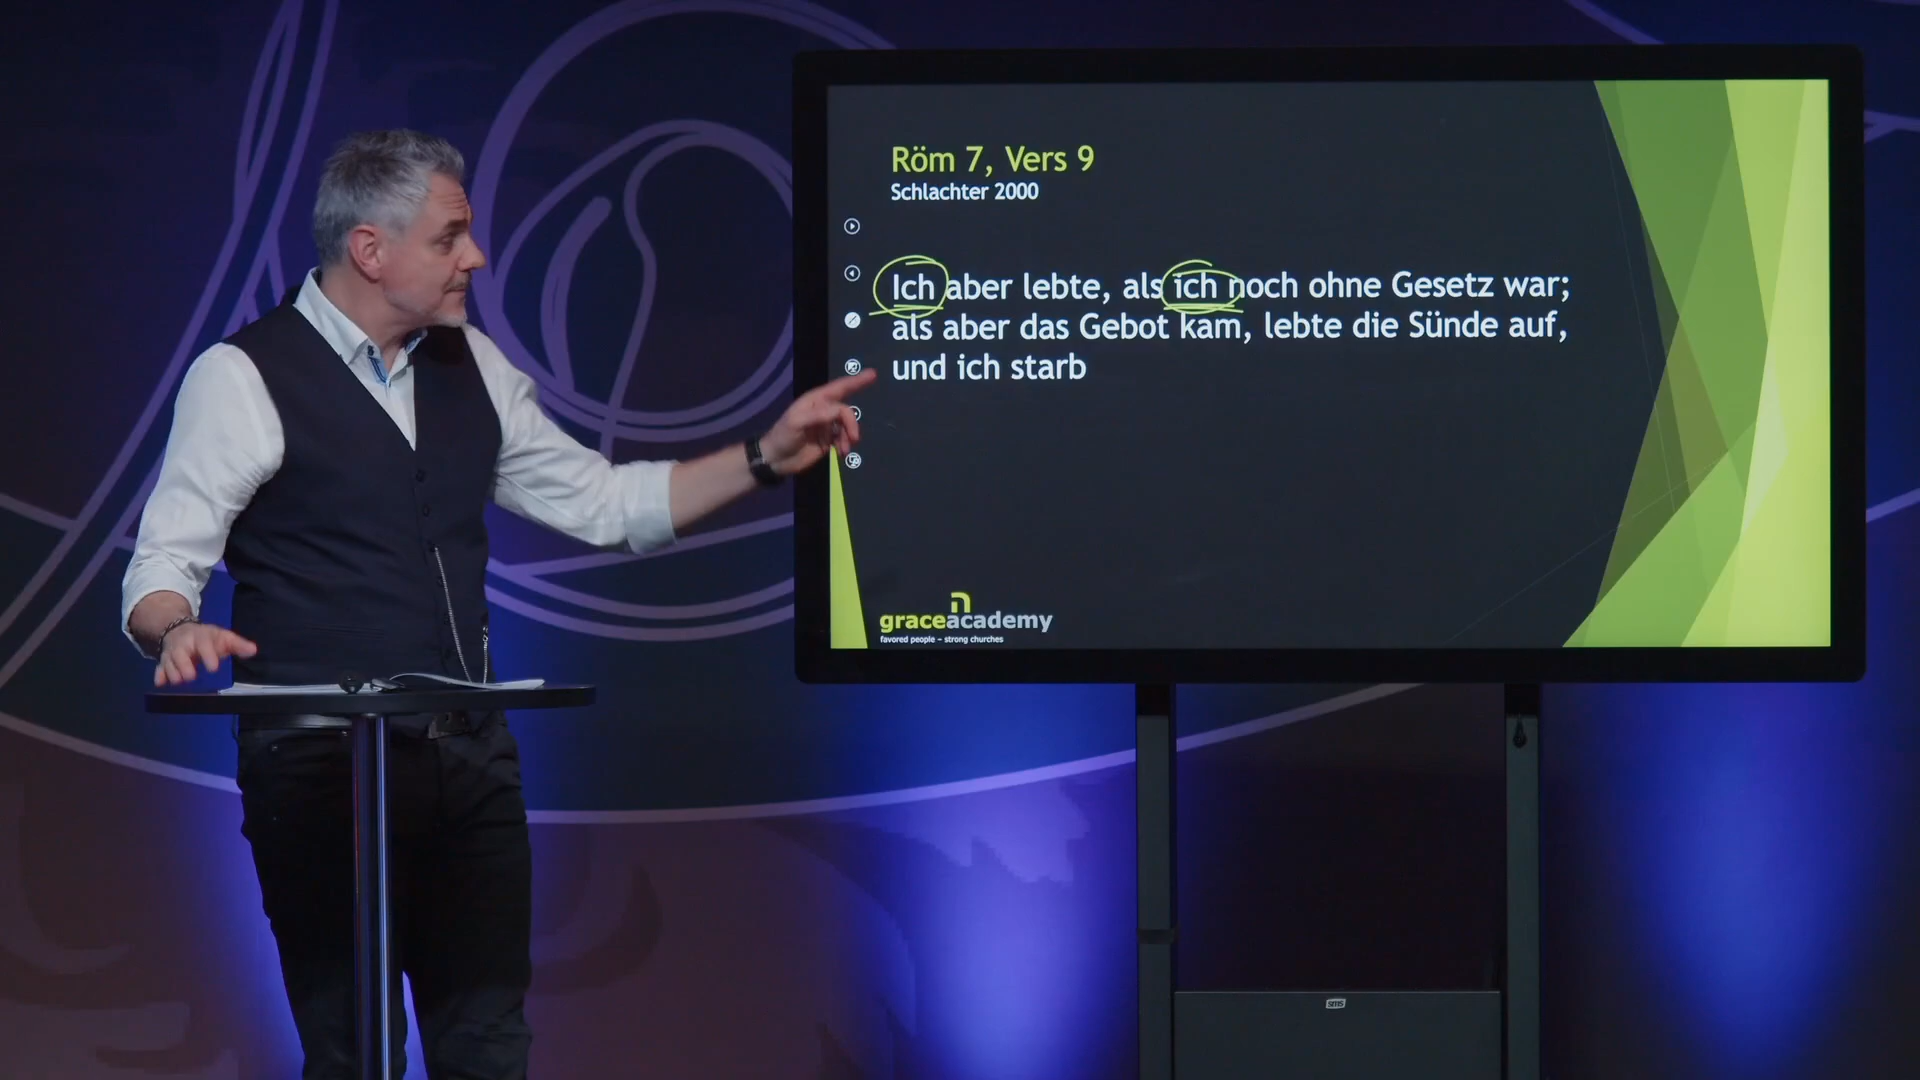 Röm 7, Vers 9
Schlachter 2000
Ich aber lebte, als ich noch ohne Gesetz war;
als aber das Gebot kam, lebte die Sünde auf,
und ich starb
graceacademy
favored people – strong churches
sms